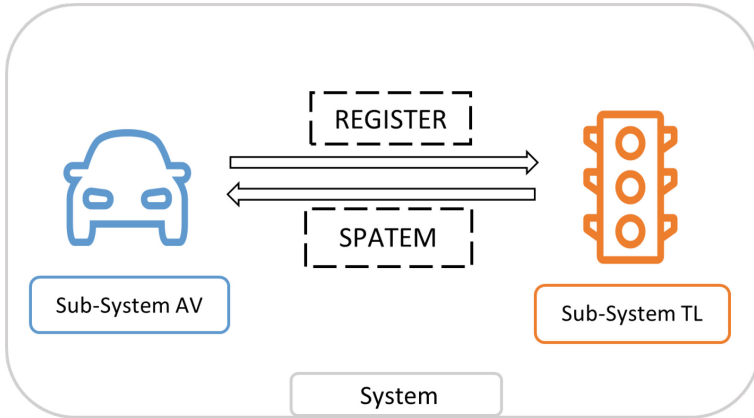 REGISTER
SPATEM
Sub-System AV
Sub-System TL
System